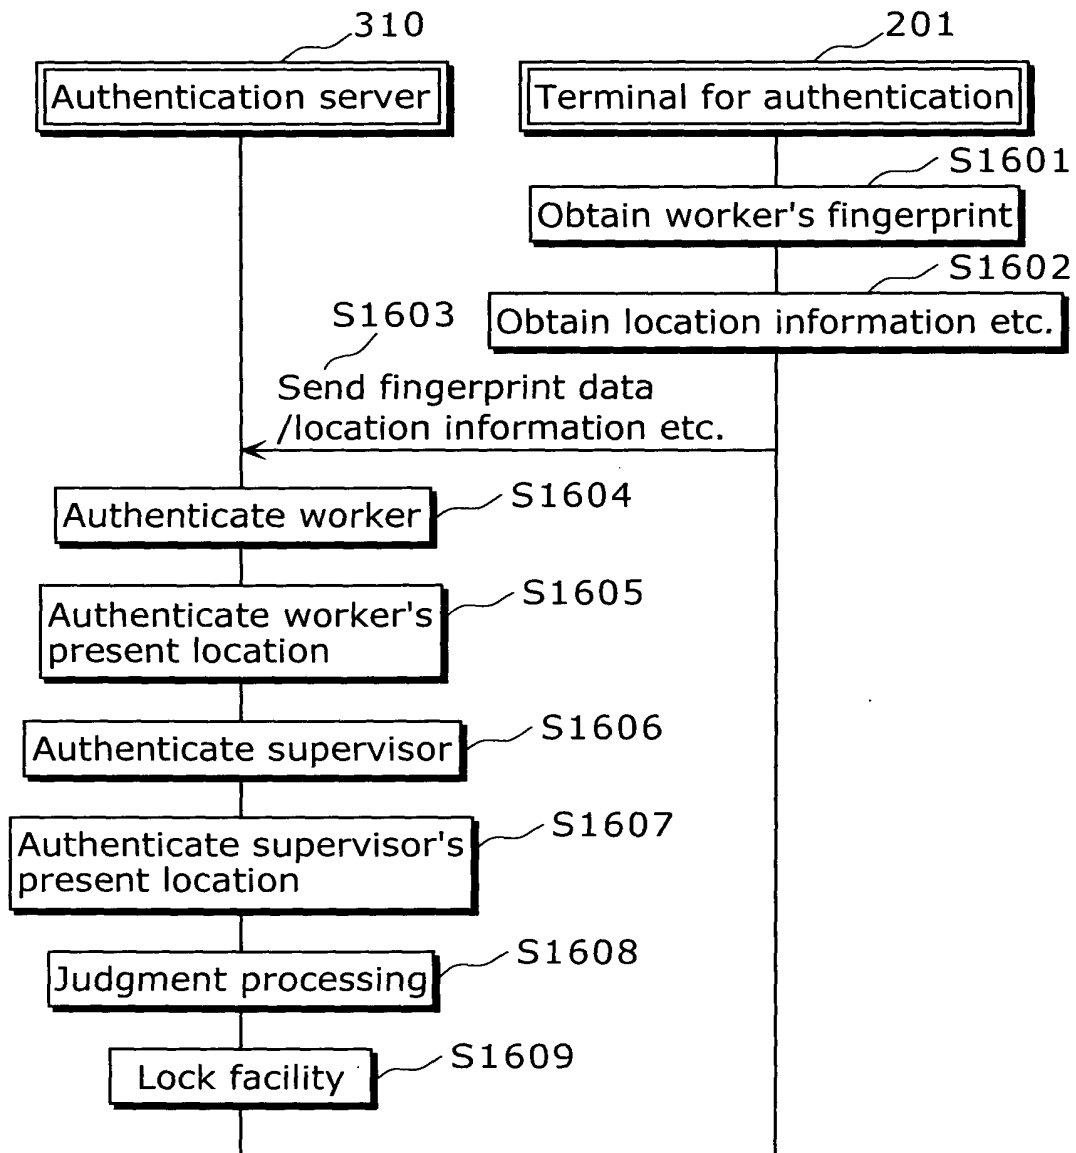 310
201
Authentication server
Terminal for authentication
S1601
Obtain worker's fingerprint
S1602
Obtain location information etc.
S1603
Send fingerprint data
/location information etc.
S1604
Authenticate worker
S1605
Authenticate worker's
present location
S1606
Authenticate supervisor
S1607
Authenticate supervisor's
present location
S1608
Judgment processing
S1609
Lock facility